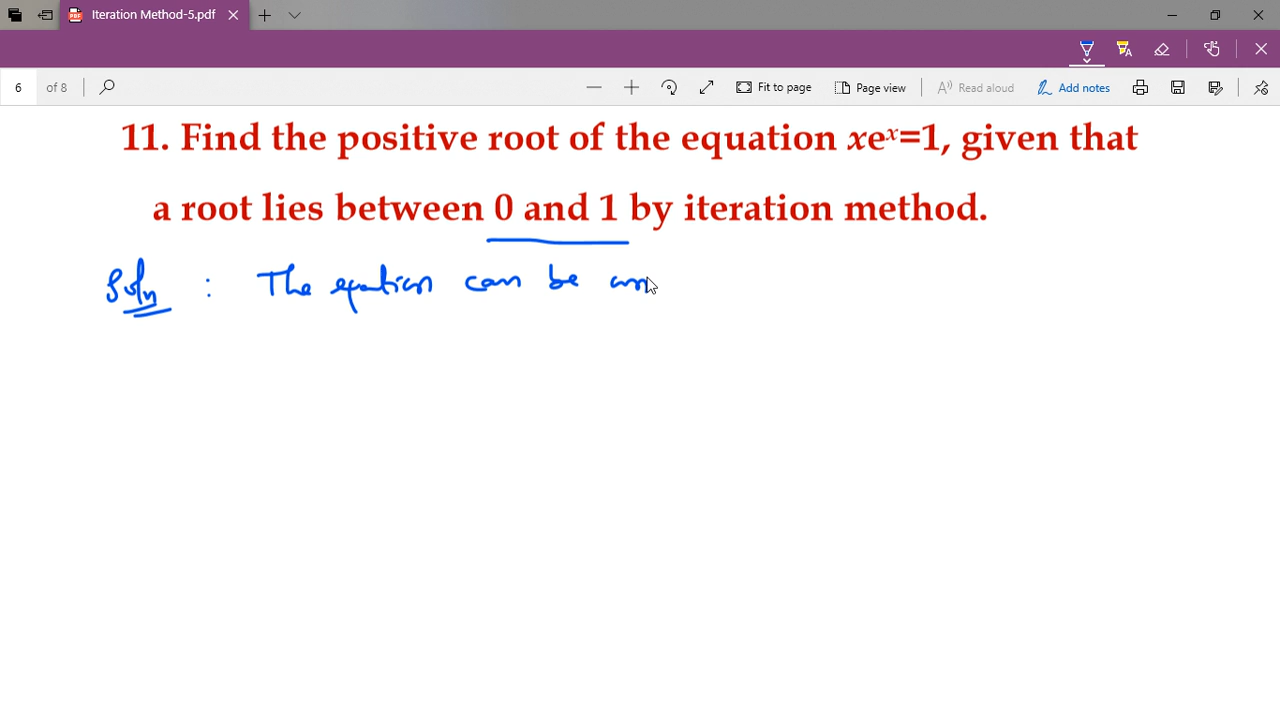 Iteration Method-5.pdf
6 of 8
Fit to page
Page view
Read aloud
Add notes
11. Find the positive root of the equation xeˣ=1, given that
a root lies between 0 and 1 by iteration method.
Soln : The equation can be